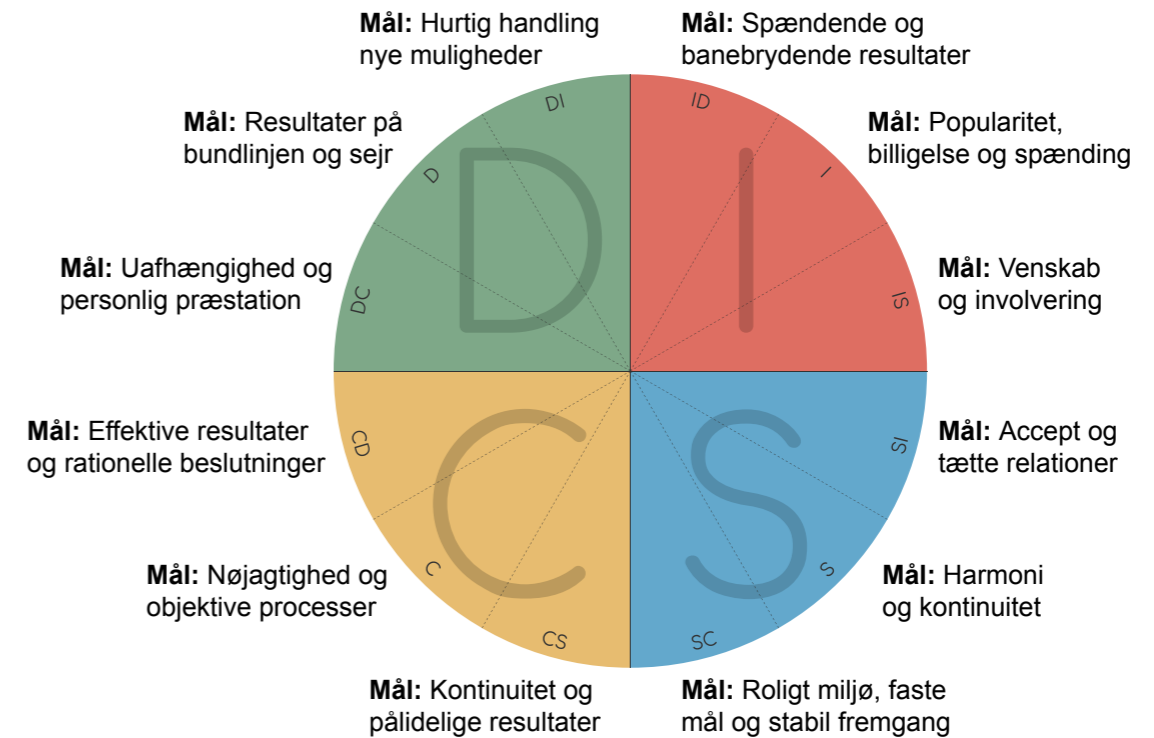 Mål: Hurtig handling
nye muligheder
Mål: Spændende og
banebrydende resultater
DI
ID
Mål: Resultater på
bundlinjen og sejr
Mål: Popularitet,
billigelse og spænding
D
I
D
I
Mål: Uafhængighed og
personlig præstation
Mål: Venskab
og involvering
DC
IS
Mål: Effektive resultater
og rationelle beslutninger
Mål: Accept og
tætte relationer
CD
SI
C
S
Mål: Nøjagtighed og
objektive processer
Mål: Harmoni
og kontinuitet
C
S
CS
SC
Mål: Kontinuitet og
pålidelige resultater
Mål: Roligt miljø, faste
mål og stabil fremgang